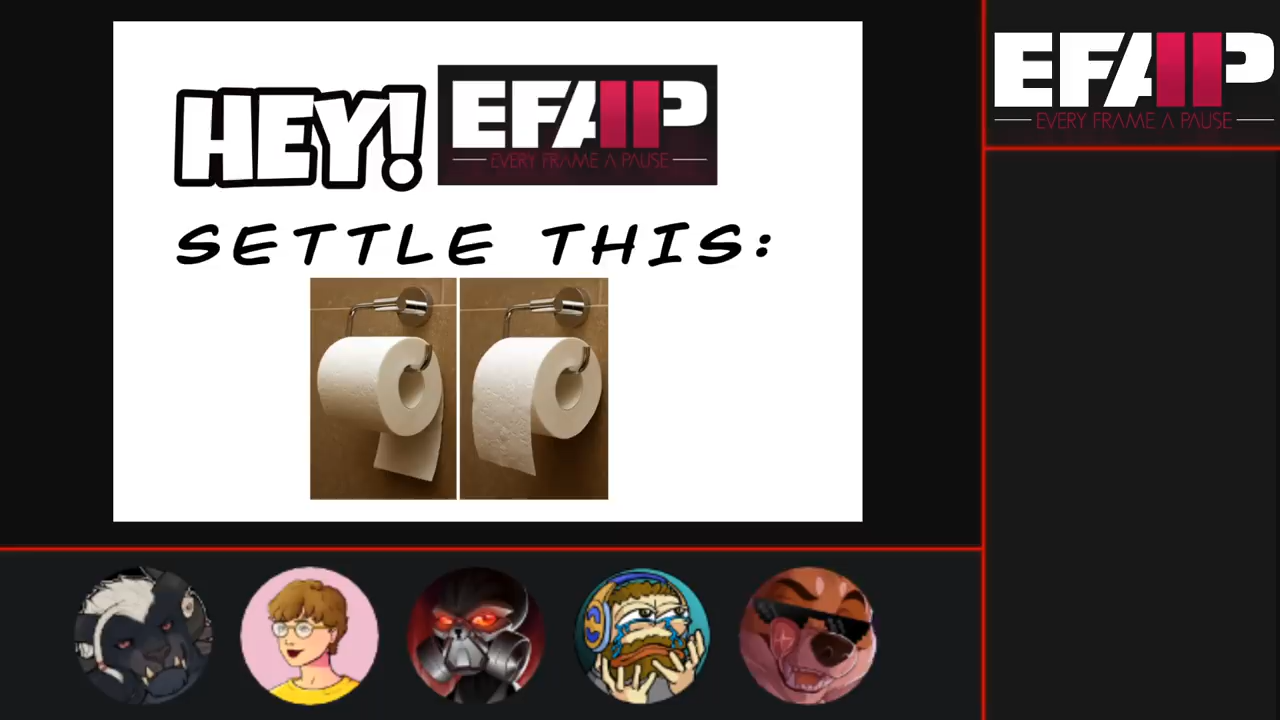 HEY! EFAP
EVERY FRAME A PAUSE
SETTLE THIS:
EFAP
EVERY FRAME A PAUSE